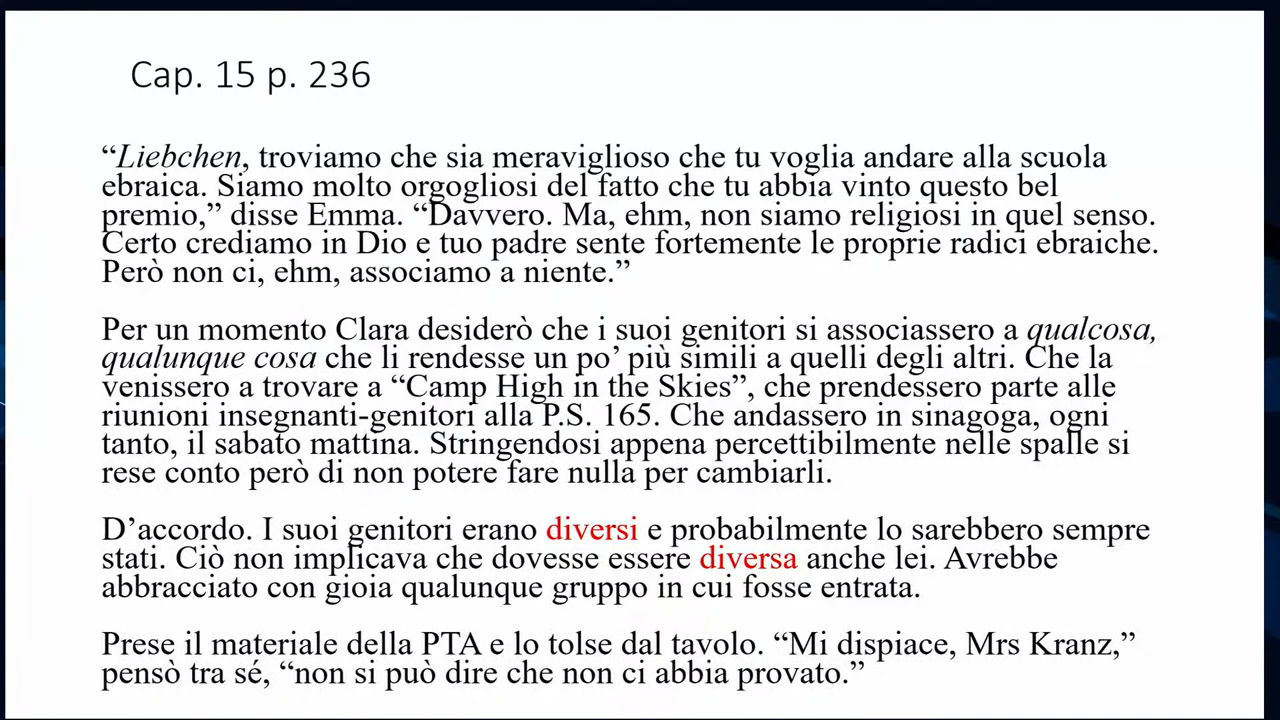 Cap. 15 p. 236
“Liebchen, troviamo che sia meraviglioso che tu voglia andare alla scuola
ebraica. Siamo molto orgogliosi del fatto che tu abbia vinto questo bel
premio,” disse Emma. “Davvero. Ma, ehm, non siamo religiosi in quel senso.
Certo crediamo in Dio e tuo padre sente fortemente le proprie radici ebraiche.
Però non ci, ehm, associamo a niente.”
Per un momento Clara desiderò che i suoi genitori si associassero a qualcosa,
qualunque cosa che li rendesse un po’ più simili a quelli degli altri. Che la
venissero a trovare a “Camp High in the Skies”, che prendessero parte alle
riunioni insegnanti-genitori alla P.S. 165. Che andassero in sinagoga, ogni
tanto, il sabato mattina. Stringendosi appena percettibilmente nelle spalle si
rese conto però di non potere fare nulla per cambiarli.
D’accordo. I suoi genitori erano diversi e probabilmente lo sarebbero sempre
stati. Ciò non implicava che dovesse essere diversa anche lei. Avrebbe
abbracciato con gioia qualunque gruppo in cui fosse entrata.
Prese il materiale della PTA e lo tolse dal tavolo. “Mi dispiace, Mrs Kranz,”
pensò tra sé, “non si può dire che non ci abbia provato.”